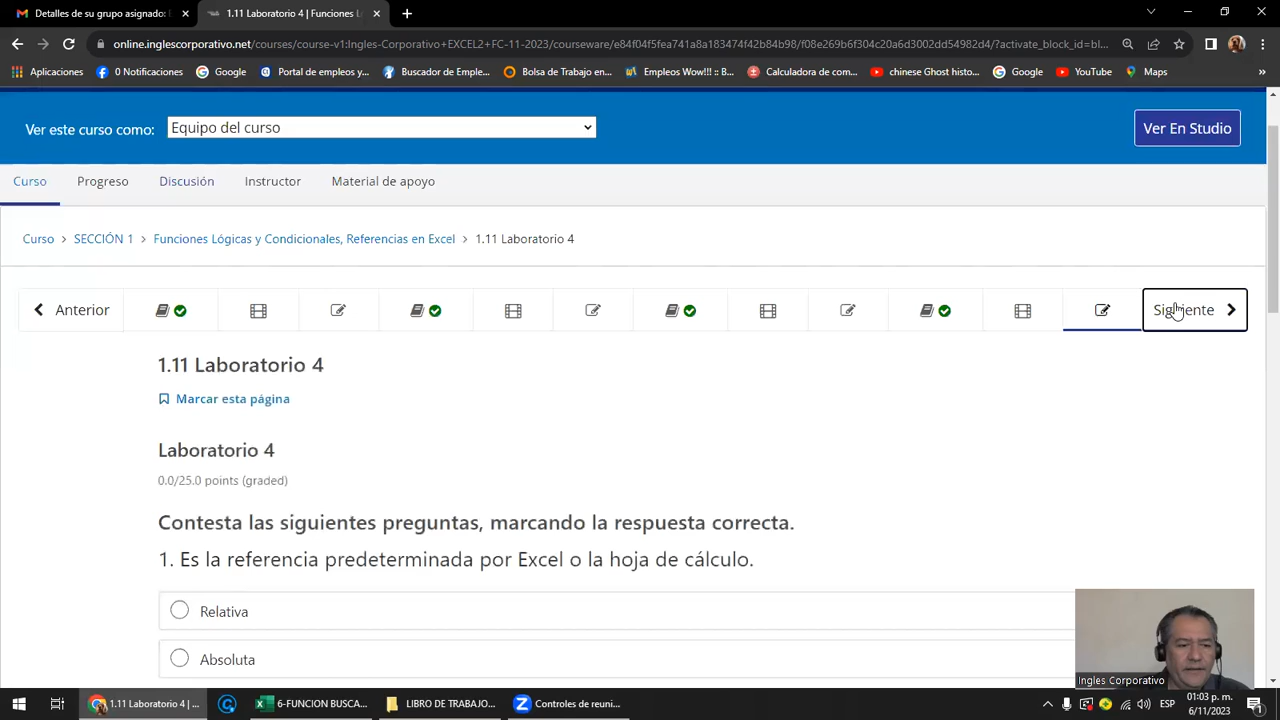 Detalles de su grupo asignado:
1.11 Laboratorio 4 | Funciones L
online.inglescorporativo.net/courses/course-v1:Ingles-Corporativo+EXCEL2+FC-11-2023/courseware/e84f04f5fea741a8a183474f42b84b98/f08e269b6f304c20a6d3002dd54982d4/?activate_block_id=bl...
Aplicaciones
0 Notificaciones
Google
Portal de empleos y...
Buscador de Emple...
Bolsa de Trabajo en...
Empleos Wow!!! :: B...
Calculadora de com...
chinese Ghost histo...
Google
YouTube
Maps
»
Ver este curso como:
Equipo del curso
Ver En Studio
Curso
Progreso
Discusión
Instructor
Material de apoyo
Curso > SECCIÓN 1 > Funciones Lógicas y Condicionales, Referencias en Excel > 1.11 Laboratorio 4
Anterior
Siguiente
1.11 Laboratorio 4
Marcar esta página
Laboratorio 4
0.0/25.0 points (graded)
Contesta las siguientes preguntas, marcando la respuesta correcta.
1. Es la referencia predeterminada por Excel o la hoja de cálculo.
Relativa
Absoluta
Ingles Corporativo
1.11 Laboratorio 4 | ...
6-FUNCION BUSCA...
LIBRO DE TRABAJO...
Controles de reuni...
ESP
01:03 p. m.
6/11/2023